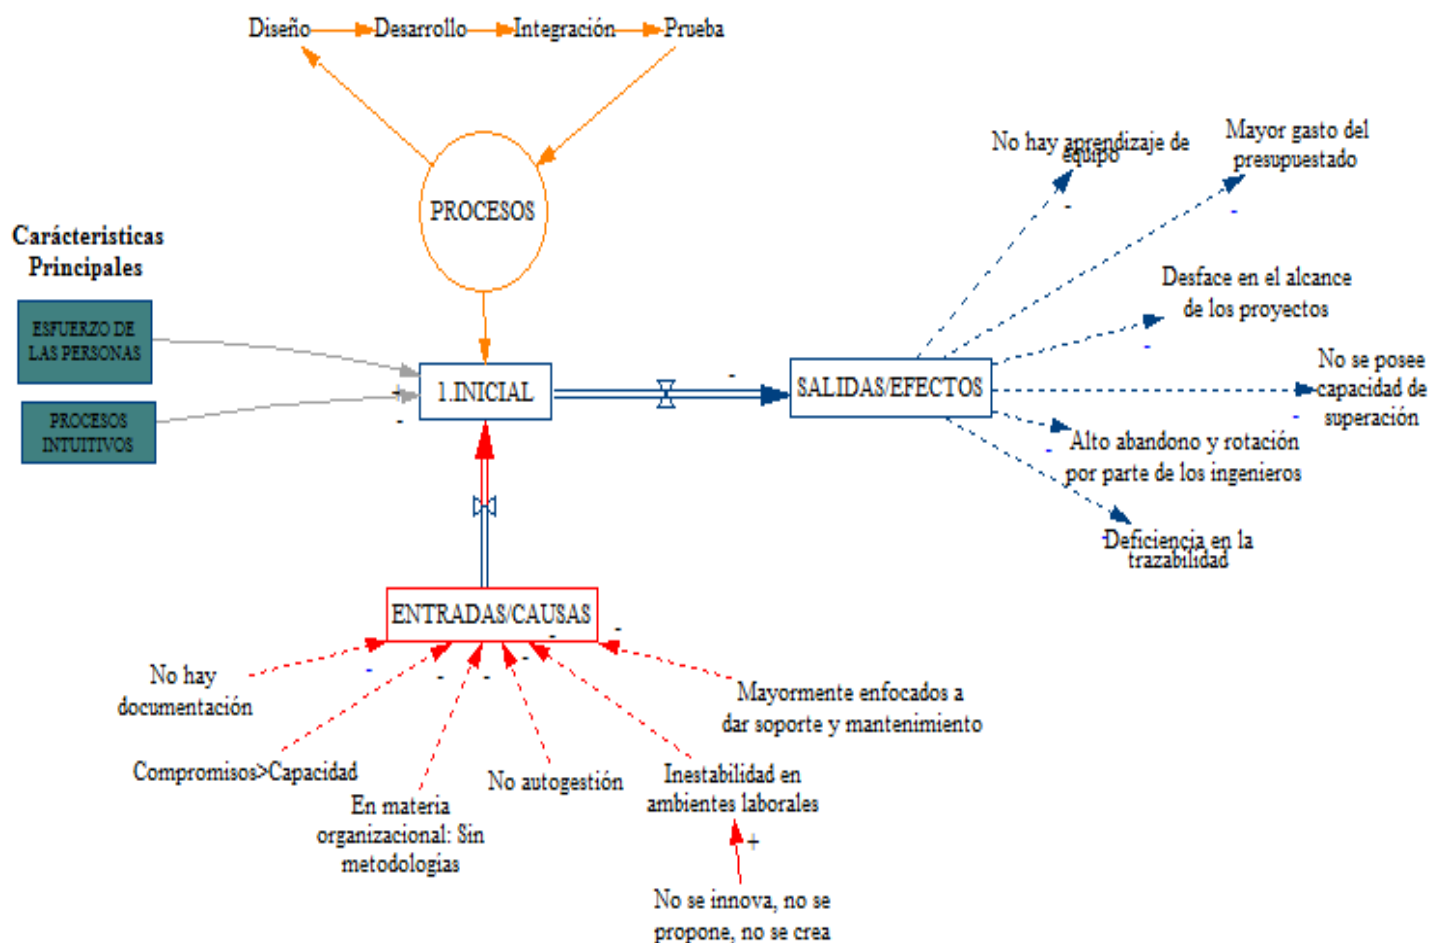 Diseño
Desarrollo
Integración
Prueba
PROCESOS
Carácteristicas
Principales
ESFUERZO DE
LAS PERSONAS
PROCESOS
INTUITIVOS
+
-
1.INICIAL
-
SALIDAS/EFECTOS
No hay aprendizaje de
equipo
-
Mayor gasto del
presupuestado
-
Desface en el alcance
de los proyectos
-
No se posee
capacidad de
superación
-
Alto abandono y rotación
por parte de los ingenieros
-
Deficiencia en la
trazabilidad
-
ENTRADAS/CAUSAS
-
-
-
-
-
-
No hay
documentación
Compromisos>Capacidad
En materia
organizacional: Sin
metodologias
No autogestión
Inestabilidad en
ambientes laborales
Mayormente enfocados a
dar soporte y mantenimiento
+
No se innova, no se
propone, no se crea